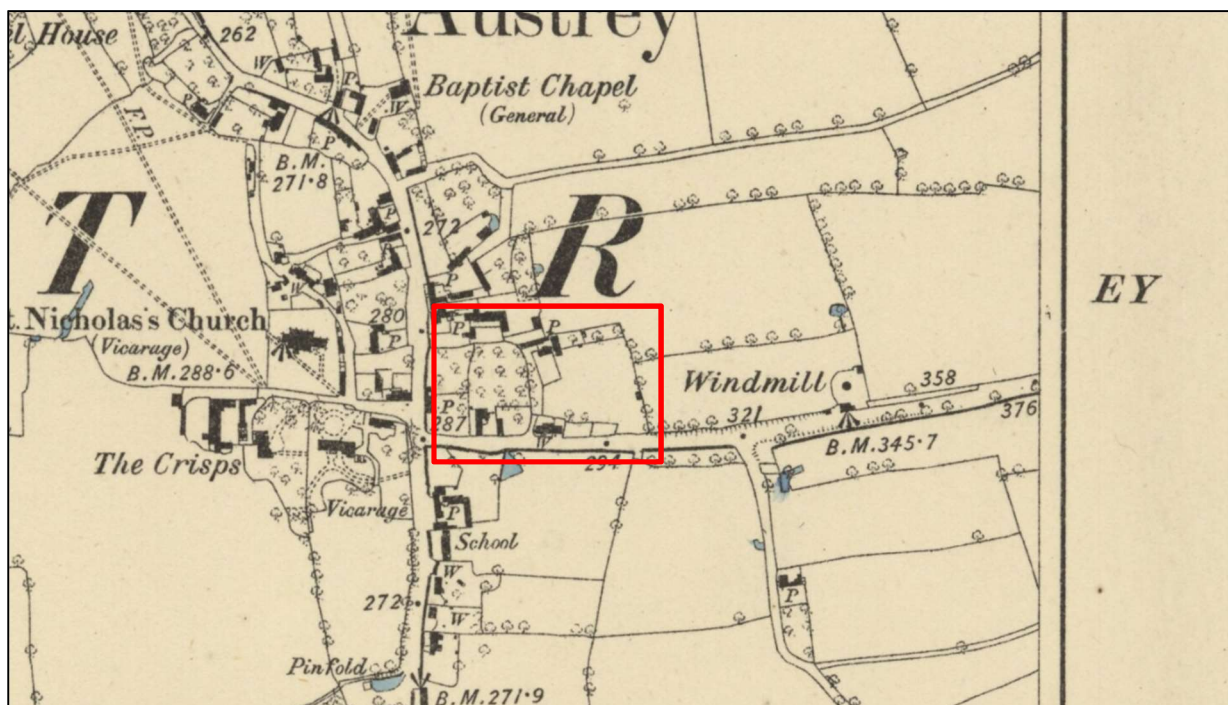 Austrey
el House
262
W
P
Baptist Chapel
(General)
W
P
F.P.
P
B.M.
271·8
T
R
P
272
EY
W
P
280
t. Nicholas's Church
(Vicarage)
B.M.288·6
P
P
P
Windmill
358
376
321
P
287
P
B.M.345·7
294
The Crisps
Vicarage
P
School
W
272
W
P
Pinfold
B.M.271·9